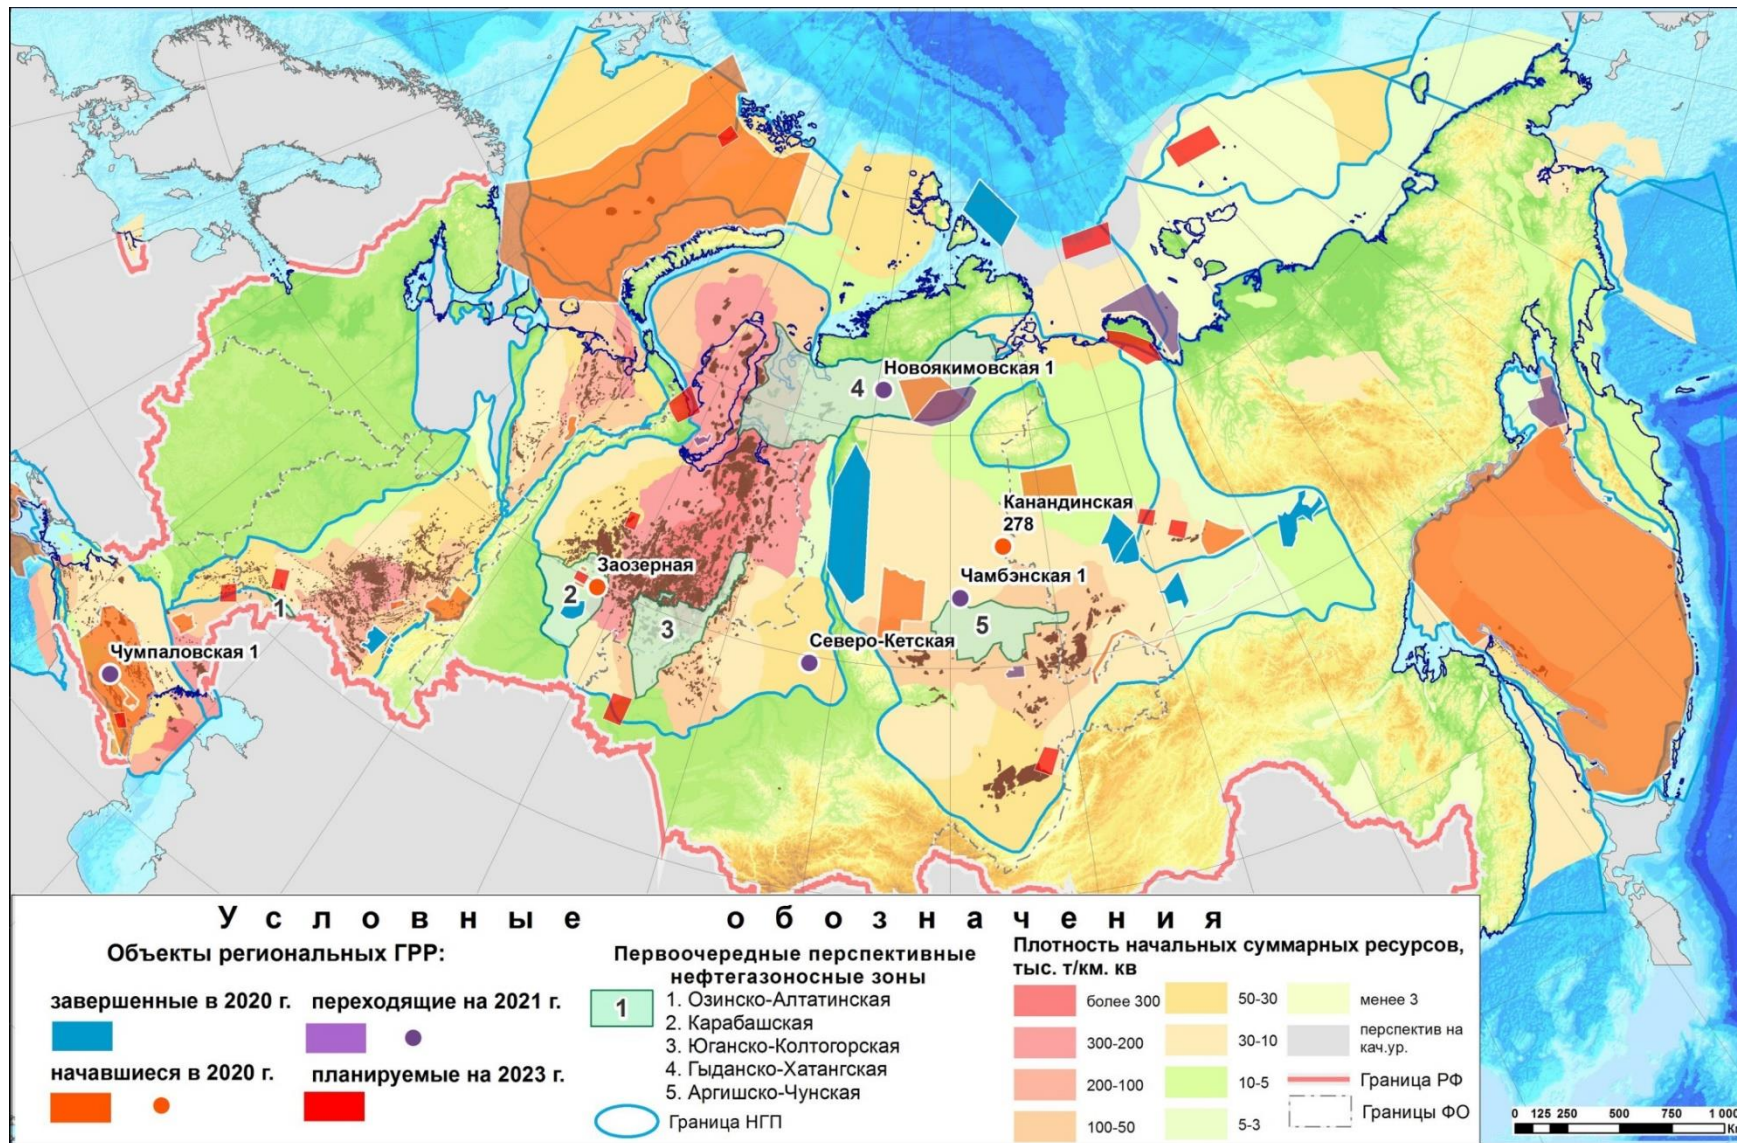 Новоякимовская 1
4
Канандинская
278
Заозерная
Чамбэнская 1
2
1
3
5
Северо-Кетская
Чумпаловская 1
Условные обозначения
Объекты региональных ГРР:
завершенные в 2020 г.
переходящие на 2021 г.
начавшиеся в 2020 г.
планируемые на 2023 г.
Первоочередные перспективные
нефтегазоносные зоны
1
1. Озинско-Алтатинская
2. Карабашская
3. Юганско-Колтогорская
4. Гыданско-Хатангская
5. Аргишско-Чунская
Граница НГП
Плотность начальных суммарных ресурсов,
тыс. т/км. кв
более 300
300-200
200-100
100-50
50-30
30-10
10-5
5-3
менее 3
перспектив на
кач.ур.
Граница РФ
Границы ФО
0 125 250 500 750 1 000
Км